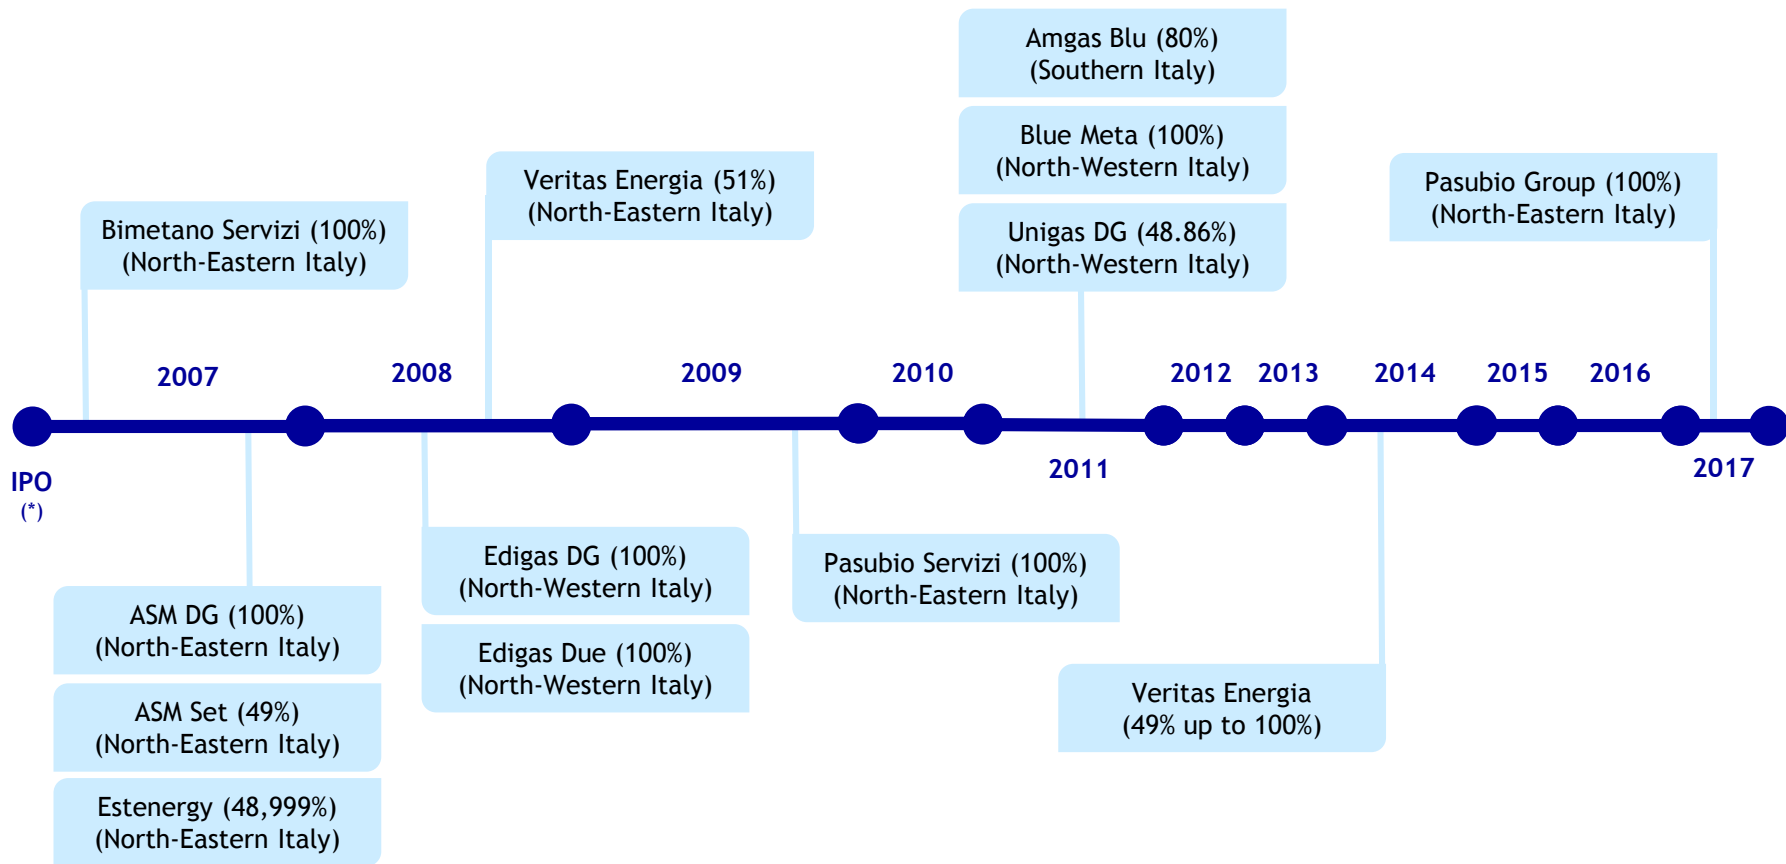 Amgas Blu (80%)
(Southern Italy)
Blue Meta (100%)
(North-Western Italy)
Unigas DG (48.86%)
(North-Western Italy)
Veritas Energia (51%)
(North-Eastern Italy)
Pasubio Group (100%)
(North-Eastern Italy)
Bimetano Servizi (100%)
(North-Eastern Italy)
2007
2008
2009
2010
2012
2013
2014
2015
2016
IPO
(*)
2011
2017
ASM DG (100%)
(North-Eastern Italy)
ASM Set (49%)
(North-Eastern Italy)
Estenergy (48,999%)
(North-Eastern Italy)
Edigas DG (100%)
(North-Western Italy)
Edigas Due (100%)
(North-Western Italy)
Pasubio Servizi (100%)
(North-Eastern Italy)
Veritas Energia
(49% up to 100%)